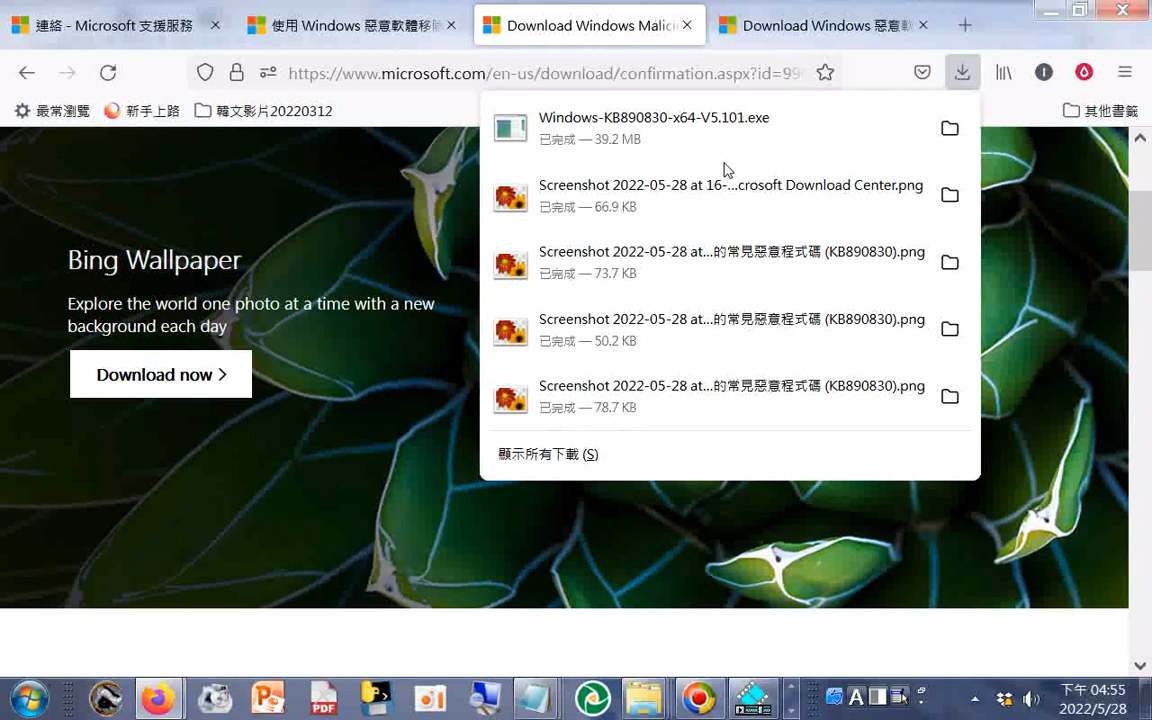 連絡 - Microsoft 支援服務
使用 Windows 惡意軟體移除
Download Windows Malici
Download Windows 惡意軟
https://www.microsoft.com/en-us/download/confirmation.aspx?id=99
最常瀏覽
新手上路
韓文影片20220312
其他書籤
Windows-KB890830-x64-V5.101.exe
已完成 — 39.2 MB
Screenshot 2022-05-28 at 16-...crosoft Download Center.png
已完成 — 66.9 KB
Screenshot 2022-05-28 at...的常見惡意程式碼 (KB890830).png
已完成 — 73.7 KB
Screenshot 2022-05-28 at...的常見惡意程式碼 (KB890830).png
已完成 — 50.2 KB
Screenshot 2022-05-28 at...的常見惡意程式碼 (KB890830).png
已完成 — 78.7 KB
顯示所有下載 (S)
Bing Wallpaper
Explore the world one photo at a time with a new
background each day
Download now
PDF
A
下午 04:55
2022/5/28